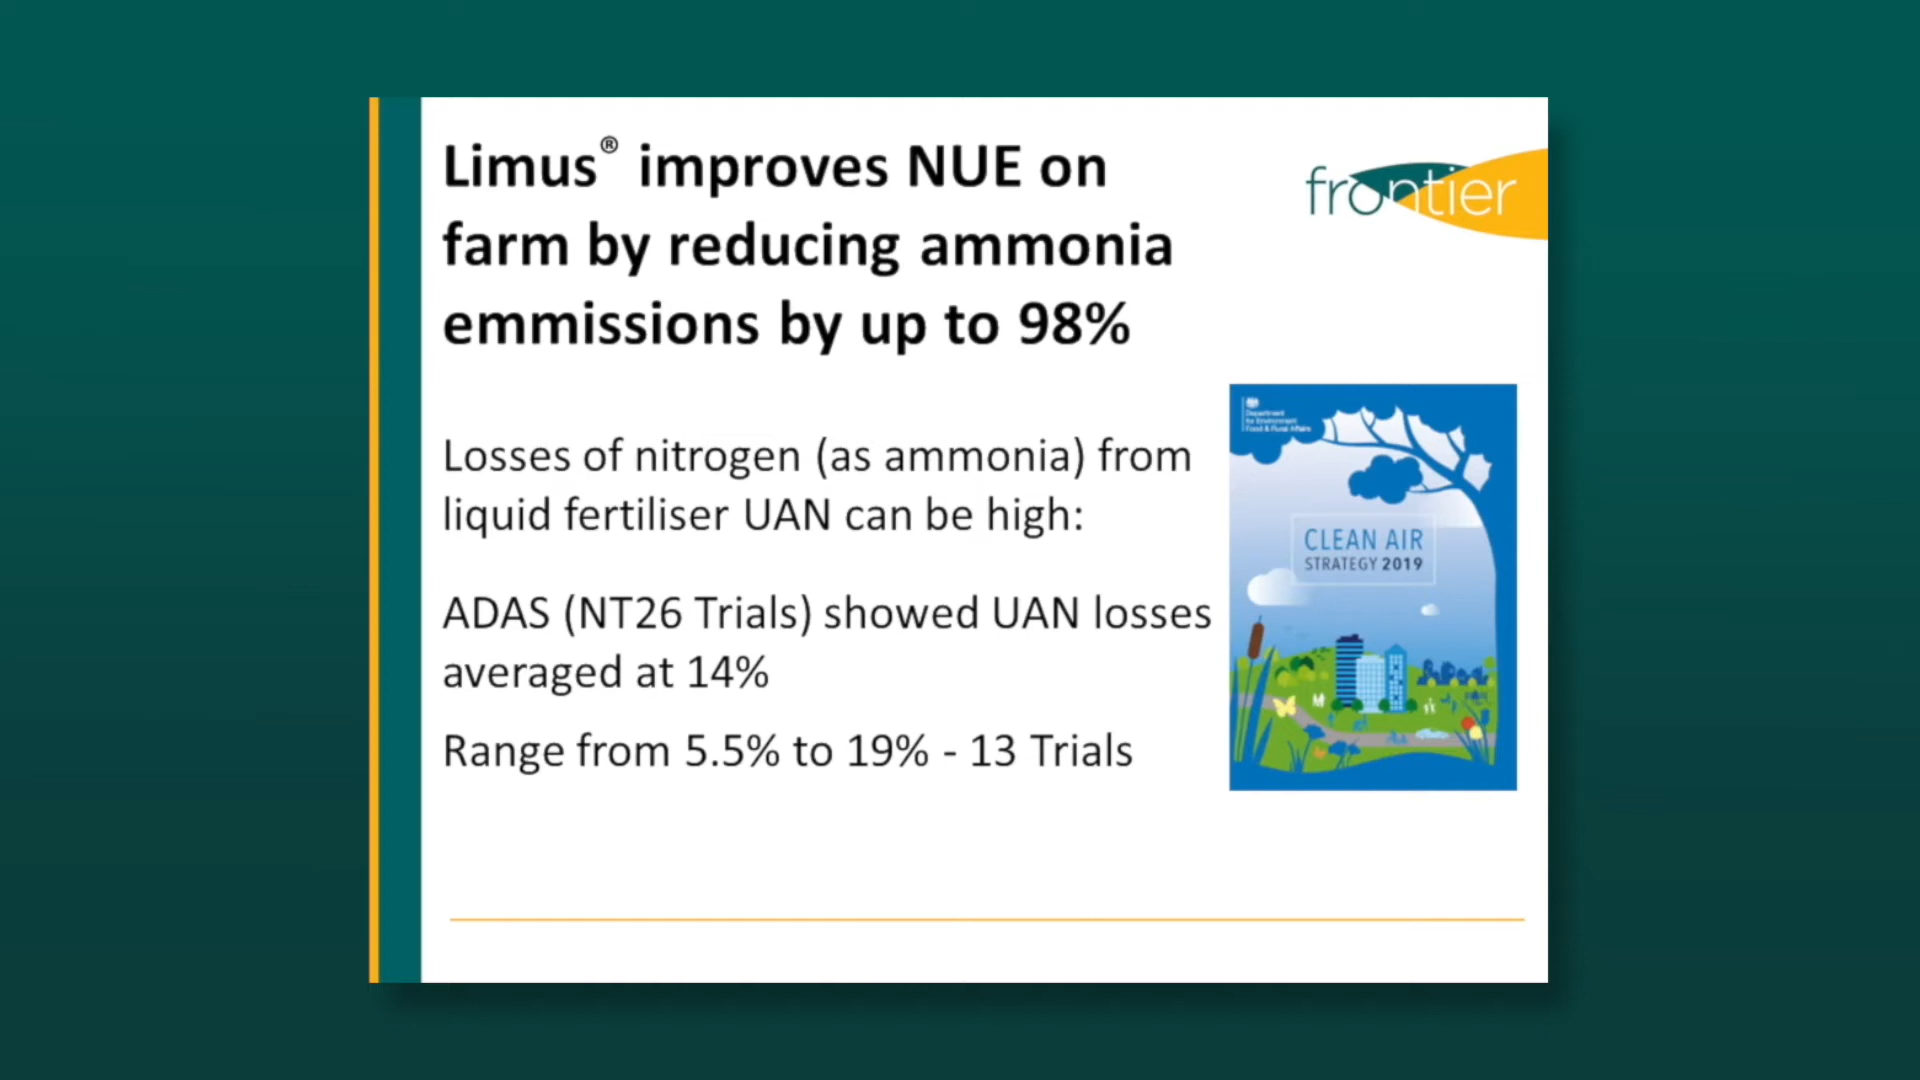 Limus® improves NUE on
farm by reducing ammonia
emmissions by up to 98%
frontier
Losses of nitrogen (as ammonia) from
liquid fertiliser UAN can be high:
ADAS (NT26 Trials) showed UAN losses
averaged at 14%
Range from 5.5% to 19% - 13 Trials
Department
for Environment
Food & Rural Affairs
CLEAN AIR
STRATEGY 2019